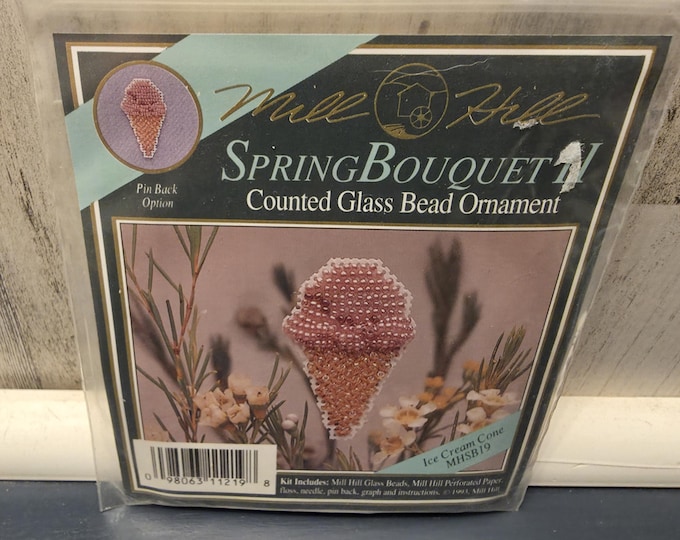 Mill Hill
SPRING BOUQUET II
Counted Glass Bead Ornament
Pin Back
Option
Ice Cream Cone
MHSB19
0 98063 11219 8
Kit Includes: Mill Hill Glass Beads, Mill Hill Perforated Paper,
floss, needle, pin back, graph and instructions. © 1993, Mill Hill